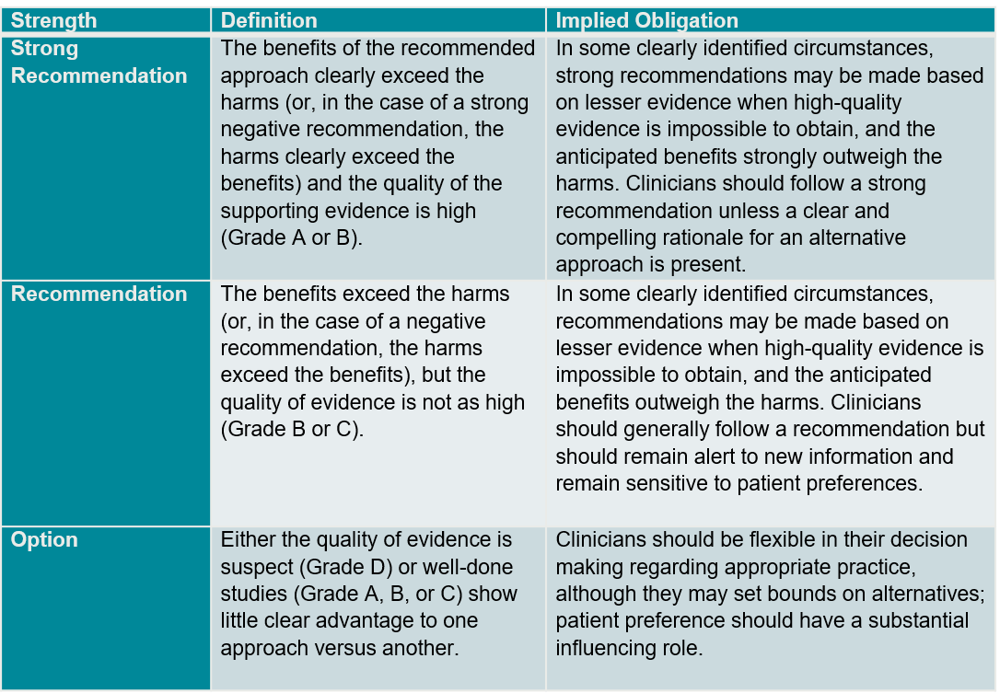 Strength
Definition
Implied Obligation
Strong
Recommendation
The benefits of the recommended
approach clearly exceed the
harms (or, in the case of a strong
negative recommendation, the
harms clearly exceed the
benefits) and the quality of the
supporting evidence is high
(Grade A or B).
In some clearly identified circumstances,
strong recommendations may be made based
on lesser evidence when high-quality
evidence is impossible to obtain, and the
anticipated benefits strongly outweigh the
harms. Clinicians should follow a strong
recommendation unless a clear and
compelling rationale for an alternative
approach is present.
Recommendation
The benefits exceed the harms
(or, in the case of a negative
recommendation, the harms
exceed the benefits), but the
quality of evidence is not as high
(Grade B or C).
In some clearly identified circumstances,
recommendations may be made based on
lesser evidence when high-quality evidence is
impossible to obtain, and the anticipated
benefits outweigh the harms. Clinicians
should generally follow a recommendation but
should remain alert to new information and
remain sensitive to patient preferences.
Option
Either the quality of evidence is
suspect (Grade D) or well-done
studies (Grade A, B, or C) show
little clear advantage to one
approach versus another.
Clinicians should be flexible in their decision
making regarding appropriate practice,
although they may set bounds on alternatives;
patient preference should have a substantial
influencing role.